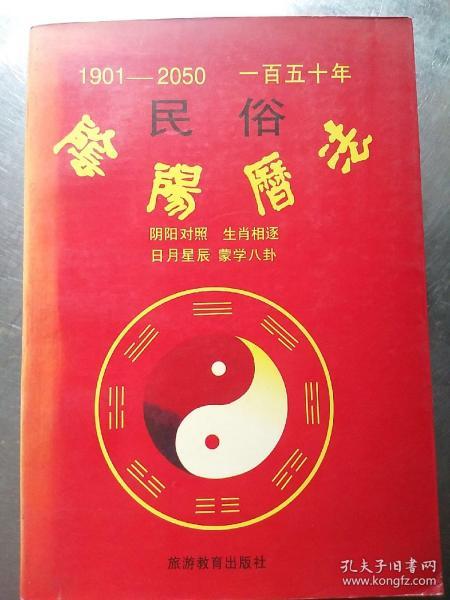 1901—2050 一百五十年
民俗
陽曆
阴阳对照 生肖相逐
日月星辰 蒙学八卦
旅游教育出版社
孔夫子旧书网
www.kongfz.com